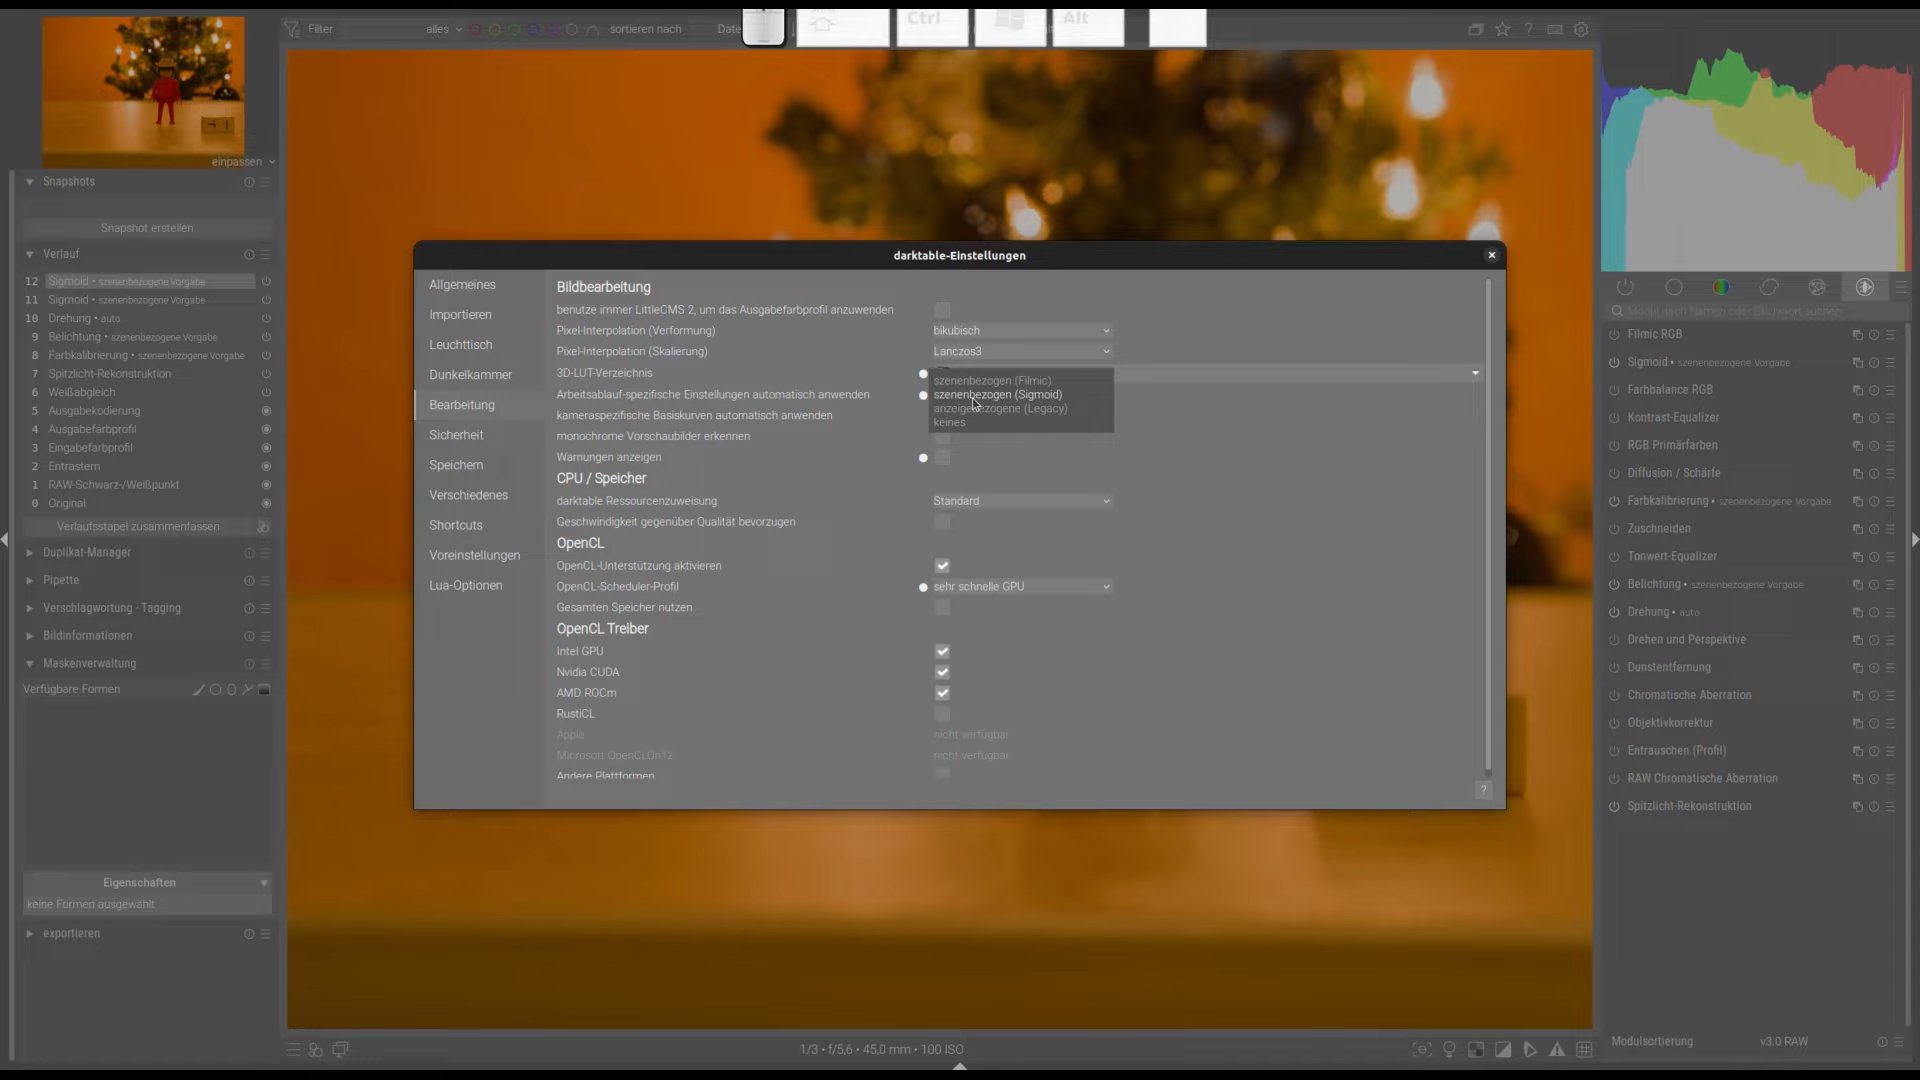 Ctrl
Alt
Filter
alles
sortieren nach
einpassen
Snapshots
Snapshot erstellen
Verlauf
12 Sigmoid • szenenbezogene Vorgabe
11 Sigmoid • szenenbezogene Vorgabe
10 Drehung • auto
9 Belichtung • szenenbezogene Vorgabe
8 Farbkalibrierung • szenenbezogene Vorgabe
7 Spitzlicht-Rekonstruktion
6 Weißabgleich
5 Ausgabekodierung
4 Ausgabefarbprofil
3 Eingabefarbprofil
2 Entrastern
1 RAW-Schwarz-/Weißpunkt
0 Original
Verlaufsstapel zusammenfassen
Duplikat-Manager
Pipette
Verschlagwortung - Tagging
Bildinformationen
Maskenverwaltung
Verfügbare Formen
Eigenschaften
keine Formen ausgewählt
exportieren
darktable-Einstellungen
Allgemeines
Importieren
Leuchttisch
Dunkelkammer
Bearbeitung
Sicherheit
Speichern
Verschiedenes
Shortcuts
Voreinstellungen
Lua-Optionen
Bildbearbeitung
benutze immer LittleCMS 2, um das Ausgabefarbprofil anzuwenden
Pixel-Interpolation (Verformung) bikubisch
Pixel-Interpolation (Skalierung) Lanczos3
3D-LUT-Verzeichnis
Arbeitsablauf-spezifische Einstellungen automatisch anwenden
kameraspezifische Basiskurven automatisch anwenden
szenenbezogen (Filmic)
szenenbezogen (Sigmoid)
anzeigebezogene (Legacy)
keines
monochrome Vorschaubilder erkennen
Warnungen anzeigen
CPU / Speicher
darktable Ressourcenzuweisung Standard
Geschwindigkeit gegenüber Qualität bevorzugen
OpenCL
OpenCL-Unterstützung aktivieren
OpenCL-Scheduler-Profil sehr schnelle GPU
Gesamten Speicher nutzen
OpenCL Treiber
Intel GPU
Nvidia CUDA
AMD ROCm
RustiCL
Apple nicht verfügbar
Microsoft OpenCLOn12 nicht verfügbar
Andere Plattformen
?
1/3 • f/5,6 • 45,0 mm • 100 ISO
Modul nach Namen oder Stichwort suchen
Filmic RGB
Sigmoid • szenenbezogene Vorgabe
Farbbalance RGB
Kontrast-Equalizer
RGB Primärfarben
Diffusion / Schärfe
Farbkalibrierung • szenenbezogene Vorgabe
Zuschneiden
Tonwert-Equalizer
Belichtung • szenenbezogene Vorgabe
Drehung • auto
Drehen und Perspektive
Dunstentfernung
Chromatische Aberration
Objektivkorrektur
Entrauschen (Profil)
RAW Chromatische Aberration
Spitzlicht-Rekonstruktion
Modulsortierung v3.0 RAW